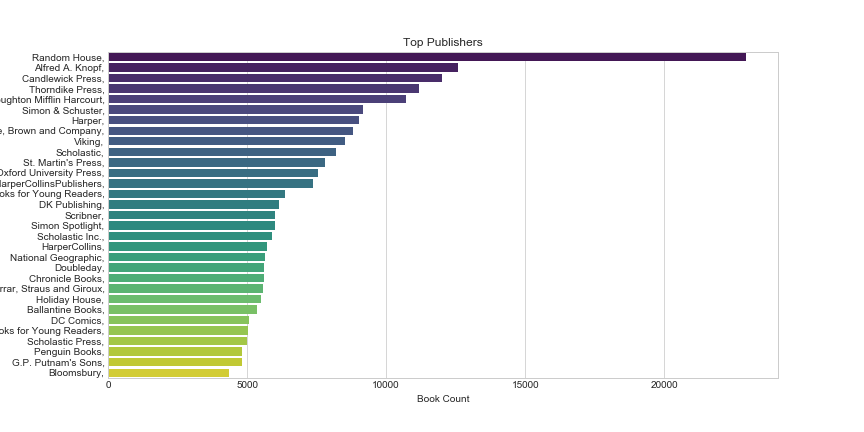 Top Publishers
Random House,
Alfred A. Knopf,
Candlewick Press,
Thorndike Press,
ughton Mifflin Harcourt,
Simon & Schuster,
Harper,
e, Brown and Company,
Viking,
Scholastic,
St. Martin's Press,
Oxford University Press,
HarperCollinsPublishers,
oks for Young Readers,
DK Publishing,
Scribner,
Simon Spotlight,
Scholastic Inc.,
HarperCollins,
National Geographic,
Doubleday,
Chronicle Books,
rrar, Straus and Giroux,
Holiday House,
Ballantine Books,
DC Comics,
oks for Young Readers,
Scholastic Press,
Penguin Books,
G.P. Putnam's Sons,
Bloomsbury,
0 5000 10000 15000 20000
Book Count